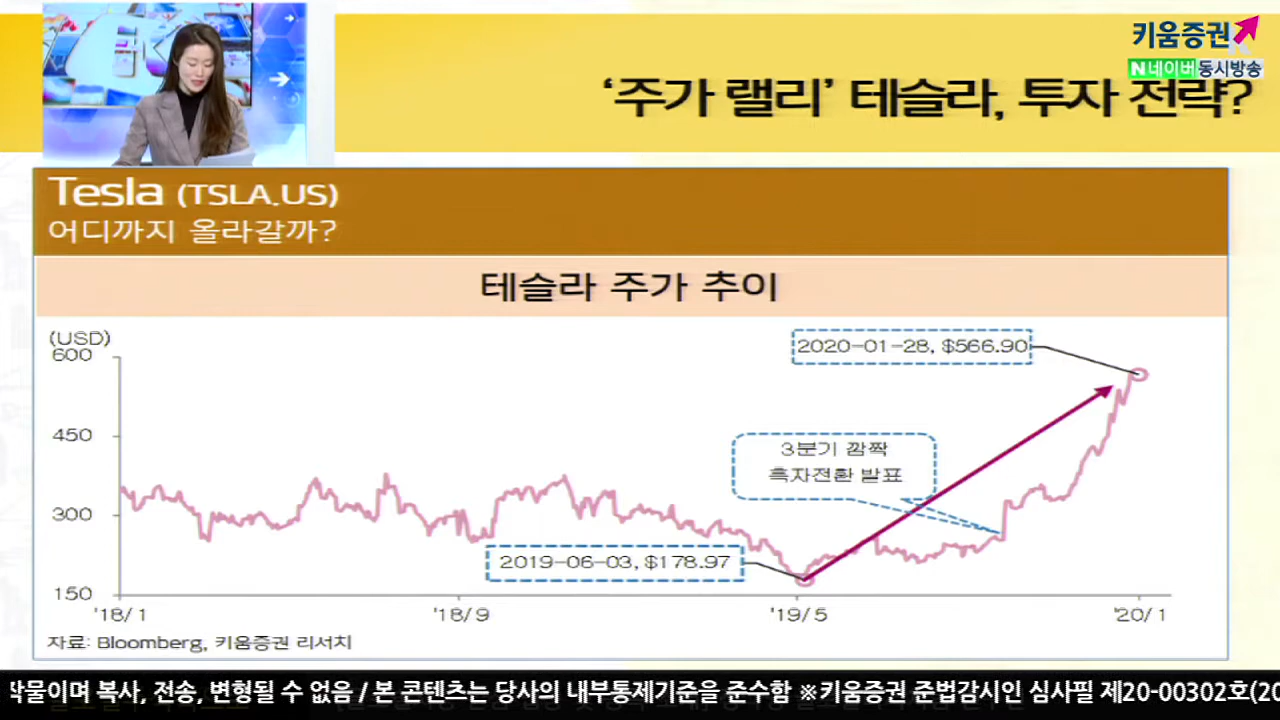 키움증권
N 네이버 동시방송
‘주가 랠리’ 테슬라, 투자 전략?
Tesla (TSLA.US)
어디까지 올라갈까?
테슬라 주가 추이
(USD)
600
450
300
150
2020-01-28, $566.90
3분기 깜짝
흑자전환 발표
2019-06-03, $178.97
'18/1
'18/9
'19/5
'20/1
자료: Bloomberg, 키움증권 리서치
작물이며 복사, 전송, 변형될 수 없음 / 본 콘텐츠는 당사의 내부통제기준을 준수함 ※키움증권 준법감시인 심사필 제20-00302호(20